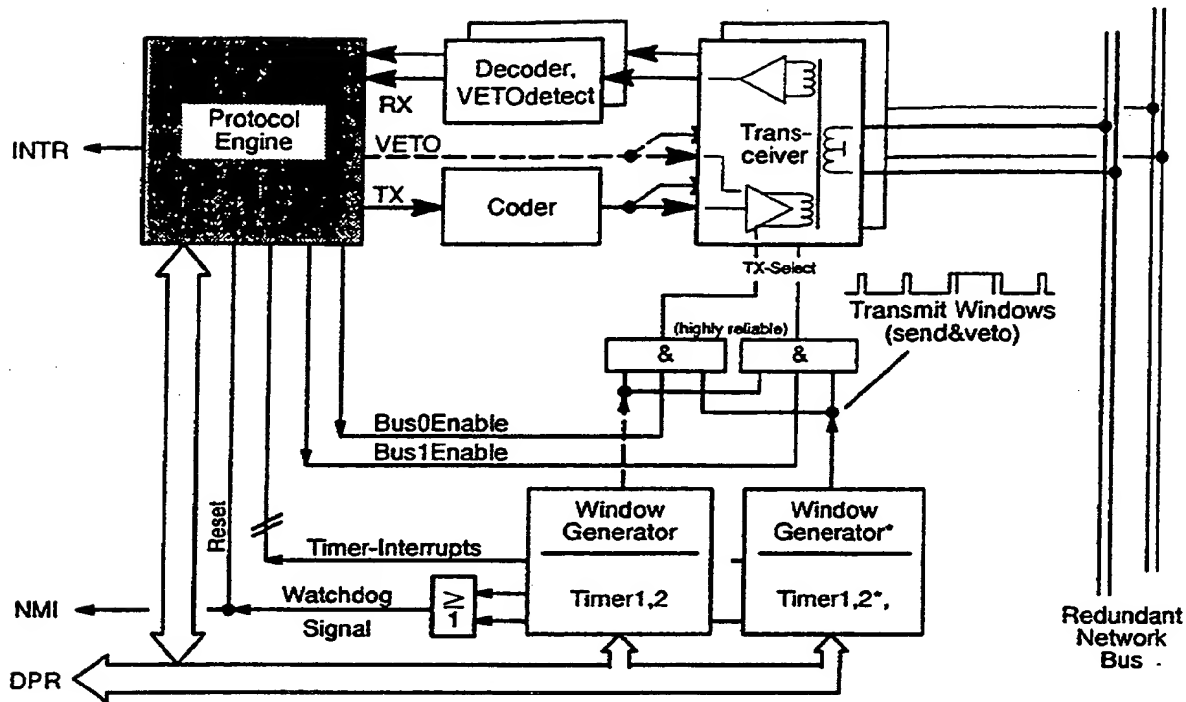 Decoder,
VETOdetect
RX
Protocol
Engine
Trans-
ceiver
INTR
VETO
TX
Coder
TX-Select
Transmit Windows
(send&veto)
(highly reliable)
&
&
Bus0Enable
Bus1Enable
Reset
Window
Generator
Window
Generator*
Timer-Interrupts
Timer1,2
Timer1,2*,
NMI
Watchdog
Signal
≥
1
Redundant
Network
Bus
DPR